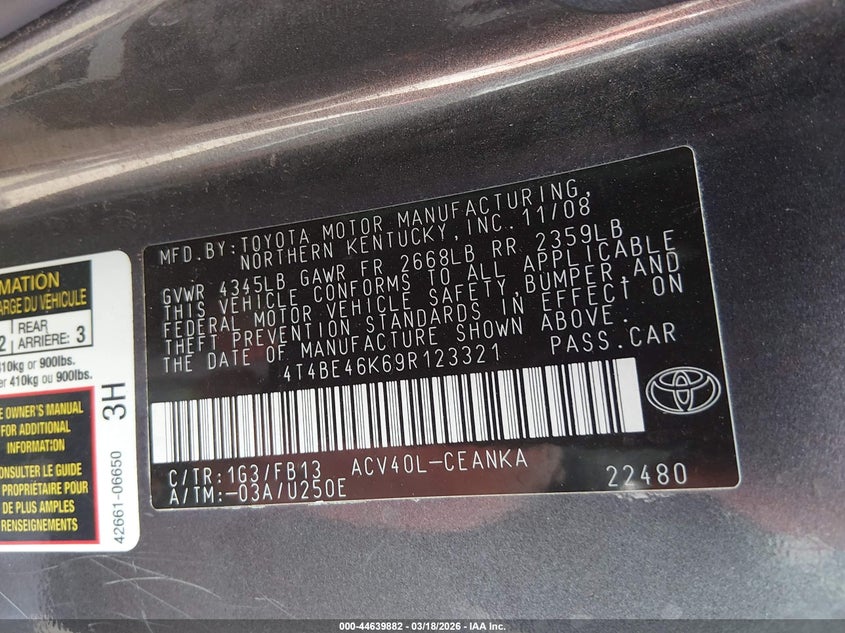 MFD.BY: TOYOTA MOTOR MANUFACTURING,
NORTHERN KENTUCKY, INC. 11/08
GVWR 4345LB GAWR FR 2668LB RR 2359LB
THIS VEHICLE CONFORMS TO ALL APPLICABLE
FEDERAL MOTOR VEHICLE SAFETY, BUMPER, AND
THEFT PREVENTION STANDARDS IN EFFECT ON
THE DATE OF MANUFACTURE SHOWN ABOVE.
4T4BE46K69R123321 PASS.CAR
C/TR: 1G3/FB13 ACV40L-CEANKA
A/TM:-03A/U250E 22480
MATION
ARGE DU VÉHICULE
2 REAR
ARRIÈRE: 3
410kg or 900lbs.
er 410kg ou 900lbs.
E OWNER'S MANUAL
FOR ADDITIONAL
INFORMATION
CONSULTER LE GUIDE
PROPRIÉTAIRE POUR
DE PLUS AMPLES
RENSEIGNEMENTS
3H
42661-06650
000-44639882 - 03/18/2026 - IAA, Inc.